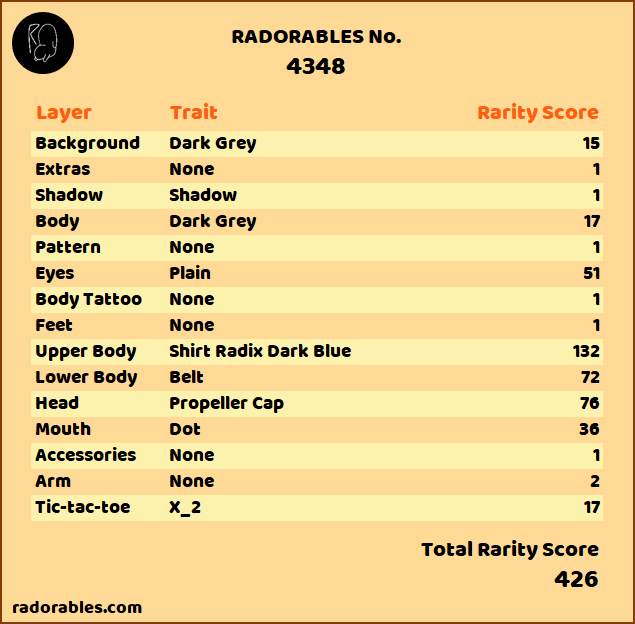 RADORABLES No.
4348
Layer Trait Rarity Score
Background Dark Grey 15
Extras None 1
Shadow Shadow 1
Body Dark Grey 17
Pattern None 1
Eyes Plain 51
Body Tattoo None 1
Feet None 1
Upper Body Shirt Radix Dark Blue 132
Lower Body Belt 72
Head Propeller Cap 76
Mouth Dot 36
Accessories None 1
Arm None 2
Tic-tac-toe X_2 17
Total Rarity Score
426
radorables.com